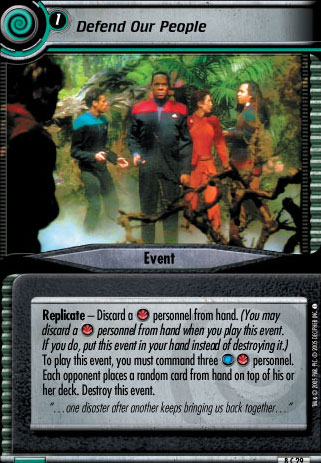 1 Defend Our People
Event
Replicate – Discard a personnel from hand. (You may
discard a personnel from hand when you play this event.
If you do, put this event in your hand instead of destroying it.)
To play this event, you must command three personnel.
Each opponent places a random card from hand on top of his or
her deck. Destroy this event.
“…one disaster after another keeps bringing us back together…”
8 C 29